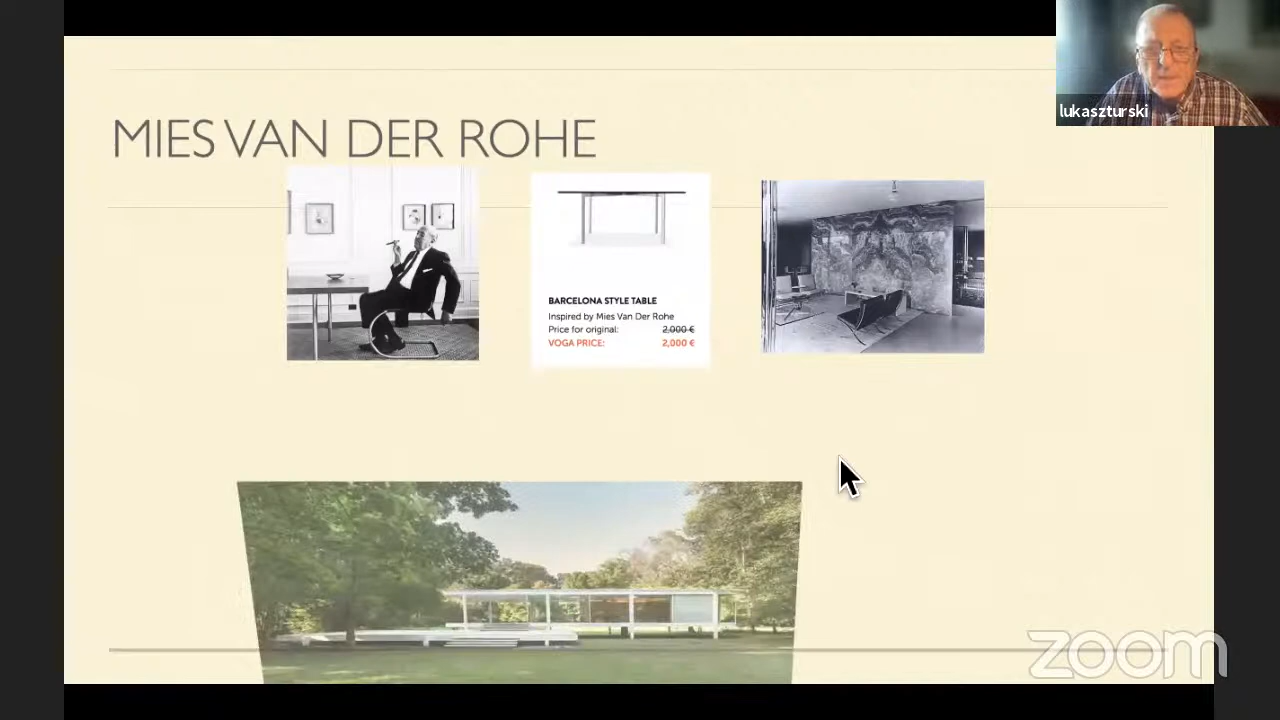 lukaszturski
MIES VAN DER ROHE
BARCELONA STYLE TABLE
Inspired by Mies Van Der Rohe
Price for original: 2,000 €
VOGA PRICE: 2,000 €
zoom